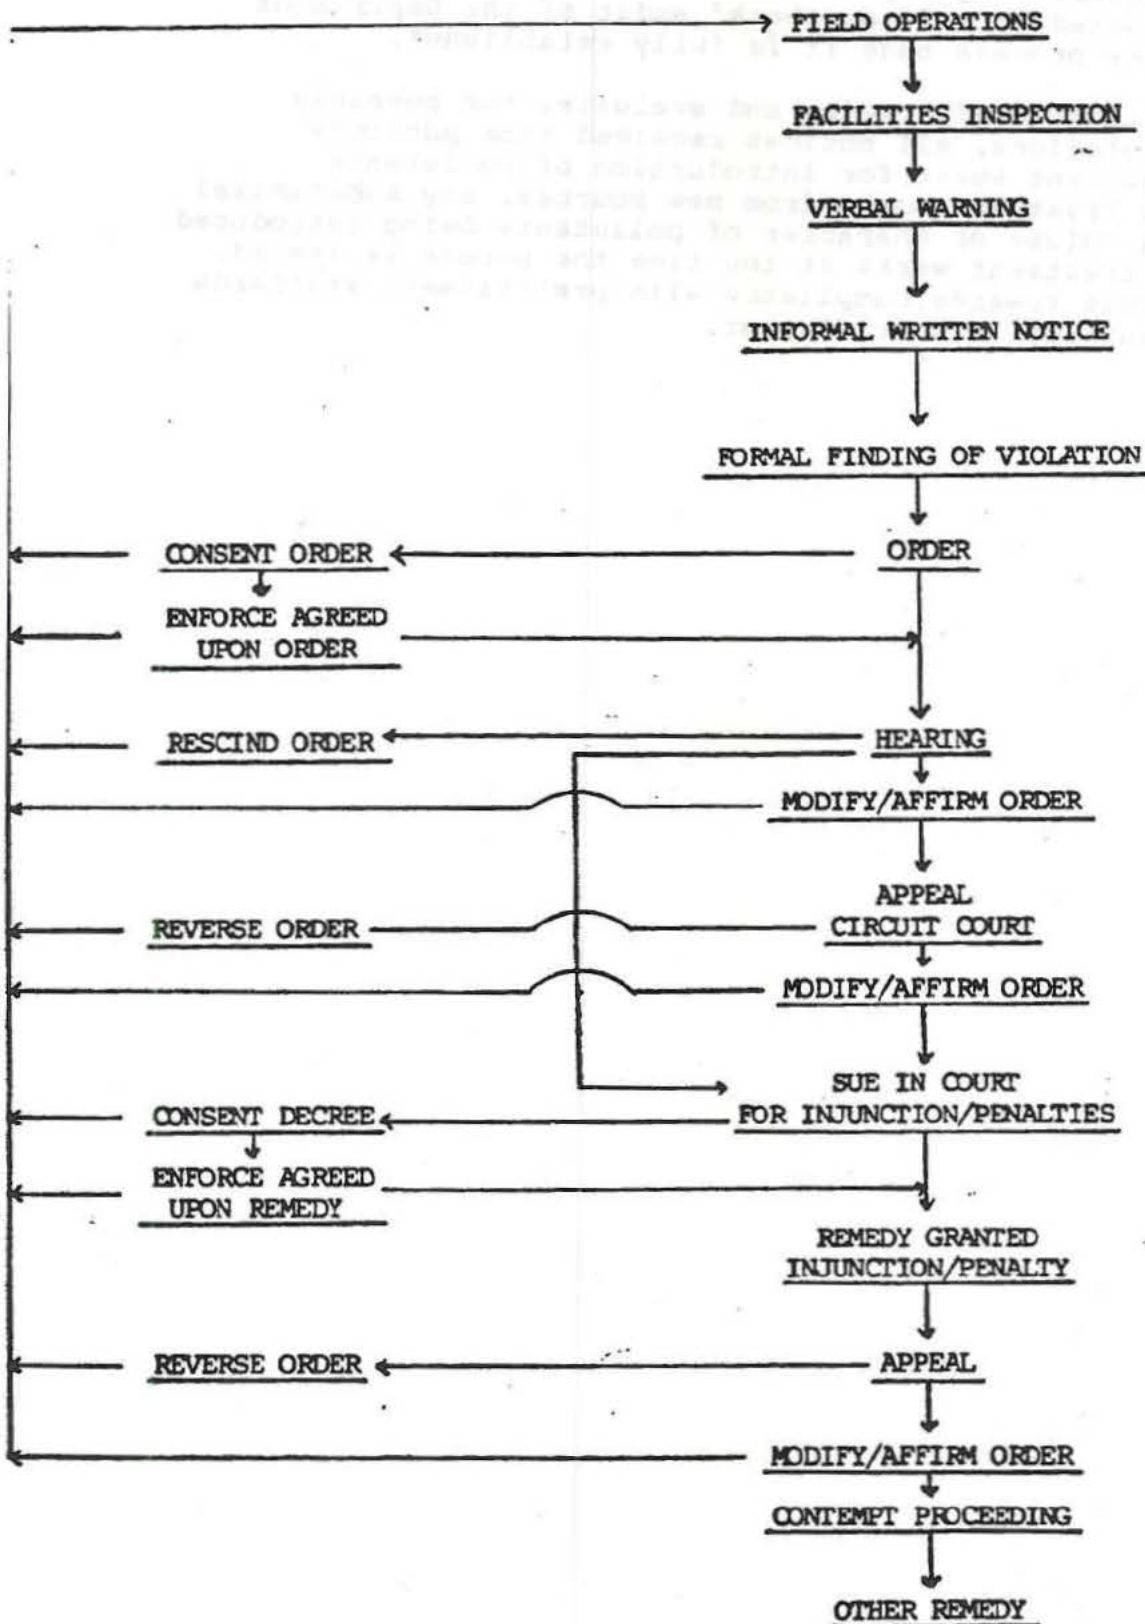 FIELD OPERATIONS
FACILITIES INSPECTION
VERBAL WARNING
INFORMAL WRITTEN NOTICE
FORMAL FINDING OF VIOLATION
CONSENT ORDER
ORDER
ENFORCE AGREED
UPON ORDER
RESCIND ORDER
HEARING
MODIFY/AFFIRM ORDER
APPEAL
REVERSE ORDER
CIRCUIT COURT
MODIFY/AFFIRM ORDER
SUE IN COURT
CONSENT DECREE
FOR INJUNCTION/PENALTIES
ENFORCE AGREED
UPON REMEDY
REMEDY GRANTED
INJUNCTION/PENALTY
REVERSE ORDER
APPEAL
MODIFY/AFFIRM ORDER
CONTEMPT PROCEEDING
OTHER REMEDY